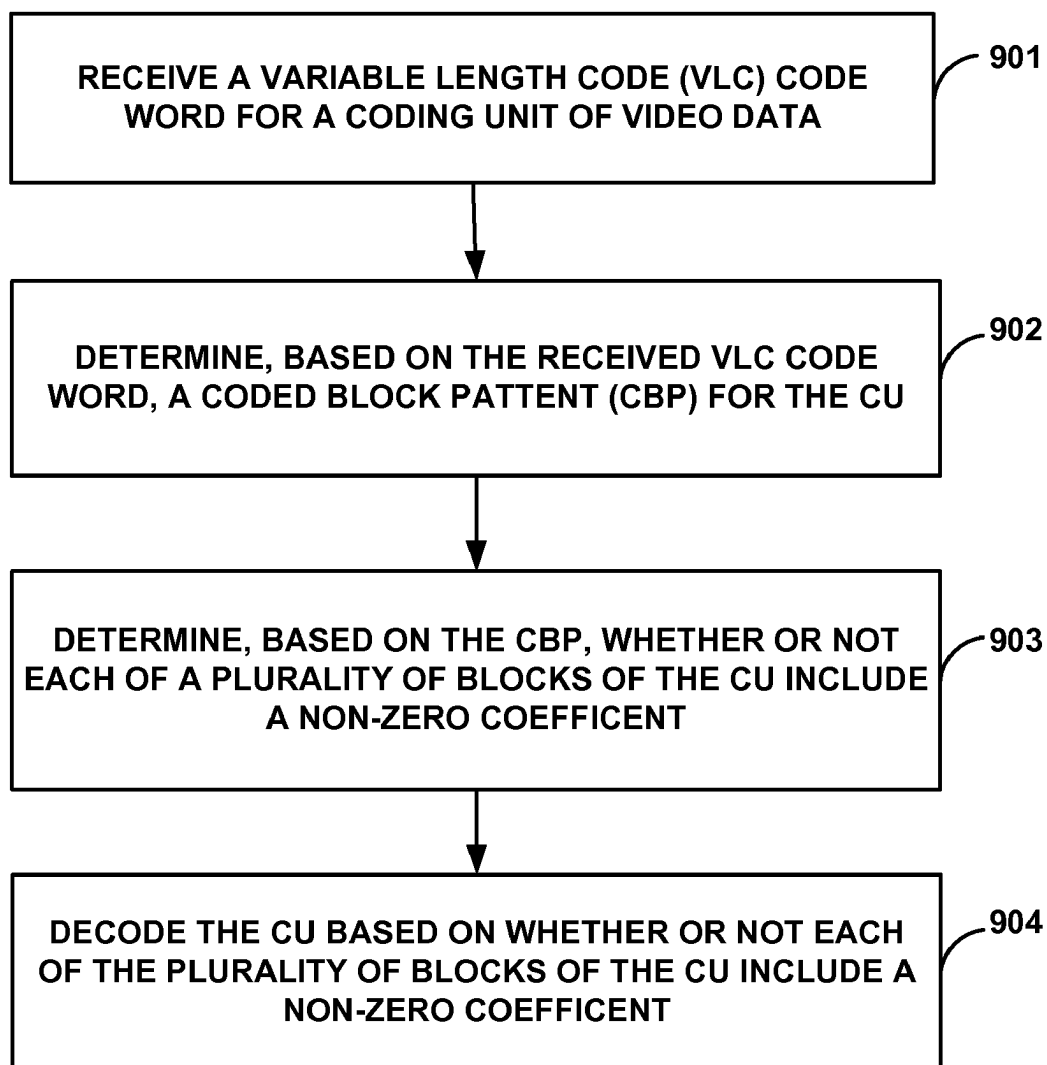 RECEIVE A VARIABLE LENGTH CODE (VLC) CODE
WORD FOR A CODING UNIT OF VIDEO DATA
901
DETERMINE, BASED ON THE RECEIVED VLC CODE
WORD, A CODED BLOCK PATTENT (CBP) FOR THE CU
902
DETERMINE, BASED ON THE CBP, WHETHER OR NOT
EACH OF A PLURALITY OF BLOCKS OF THE CU INCLUDE
A NON-ZERO COEFFICENT
903
DECODE THE CU BASED ON WHETHER OR NOT EACH
OF THE PLURALITY OF BLOCKS OF THE CU INCLUDE A
NON-ZERO COEFFICENT
904